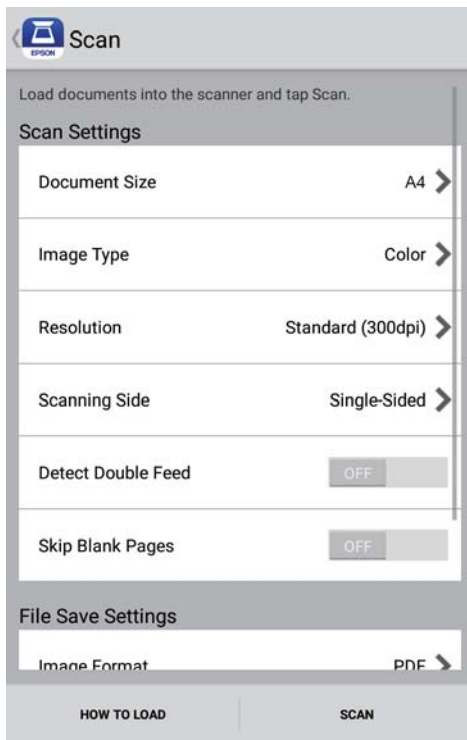 EPSON
Scan
Load documents into the scanner and tap Scan.
Scan Settings
Document Size A4
Image Type Color
Resolution Standard (300dpi)
Scanning Side Single-Sided
Detect Double Feed OFF
Skip Blank Pages OFF
File Save Settings
Image Format PDF
HOW TO LOAD SCAN